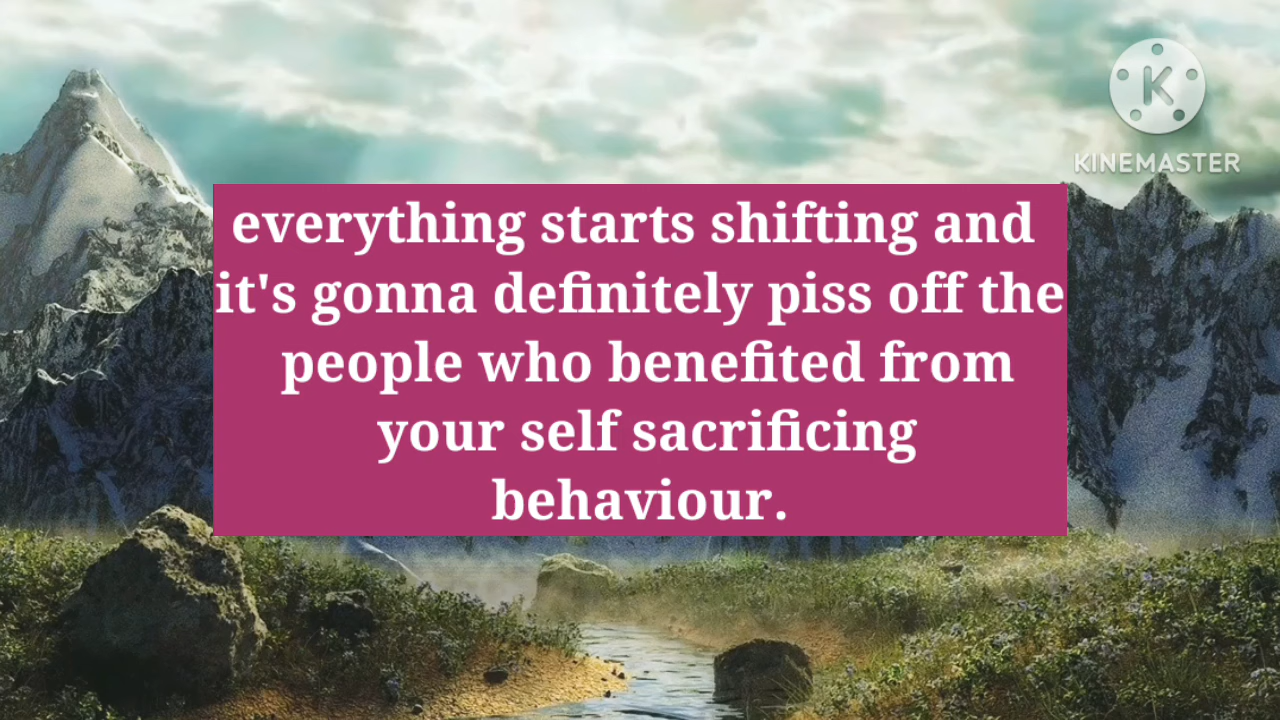 K
KINEMASTER
everything starts shifting and
it's gonna definitely piss off the
people who benefited from
your self sacrificing
behaviour.